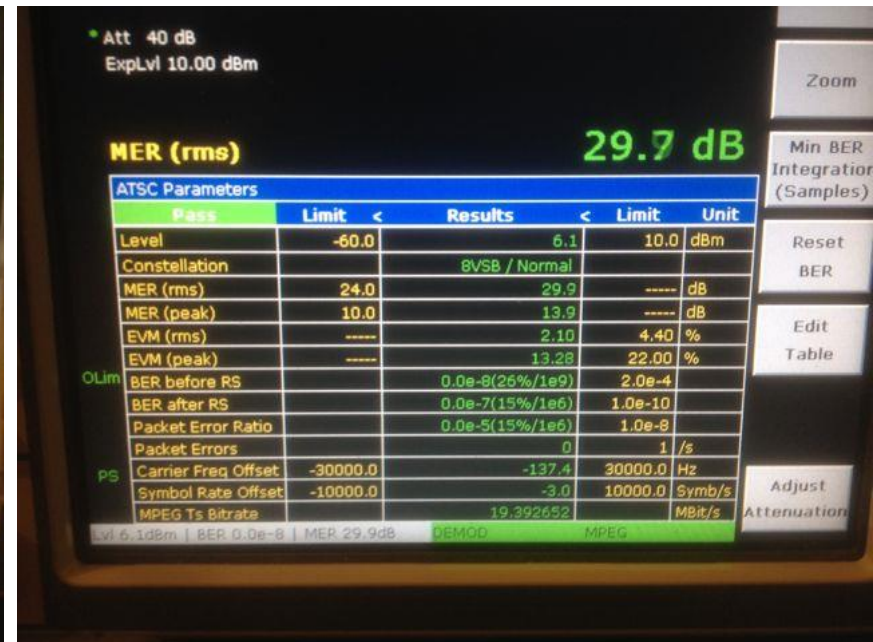 Att 40 dB
ExpLvl 10.00 dBm
Zoom
MER (rms) 29.9 dB
Min BER
Integration
(Samples)
ATSC Parameters
Pass Limit < Results < Limit Unit
Level -60.0 6.1 10.0 dBm
Constellation 8VSB / Normal
MER (rms) 24.0 29.9 ----- dB
MER (peak) 10.0 13.9 ----- dB
EVM (rms) ----- 2.10 4.40 %
EVM (peak) ----- 13.28 22.00 %
OLim
BER before RS 0.0e-8(26%/1e9) 2.0e-4
BER after RS 0.0e-7(15%/1e6) 1.0e-10
Packet Error Ratio 0.0e-5(15%/1e6) 1.0e-8
Packet Errors 0 1 /s
PS
Carrier Freq Offset -30000.0 -137.4 30000.0 Hz
Symbol Rate Offset -10000.0 -3.0 10000.0 Symb/s
MPEG Ts Bitrate 19.392652 MBit/s
Lvl 6.1dBm | BER 0.0e-8 | MER 29.9dB DEMOD MPEG
Reset
BER
Edit
Table
Adjust
Attenuation